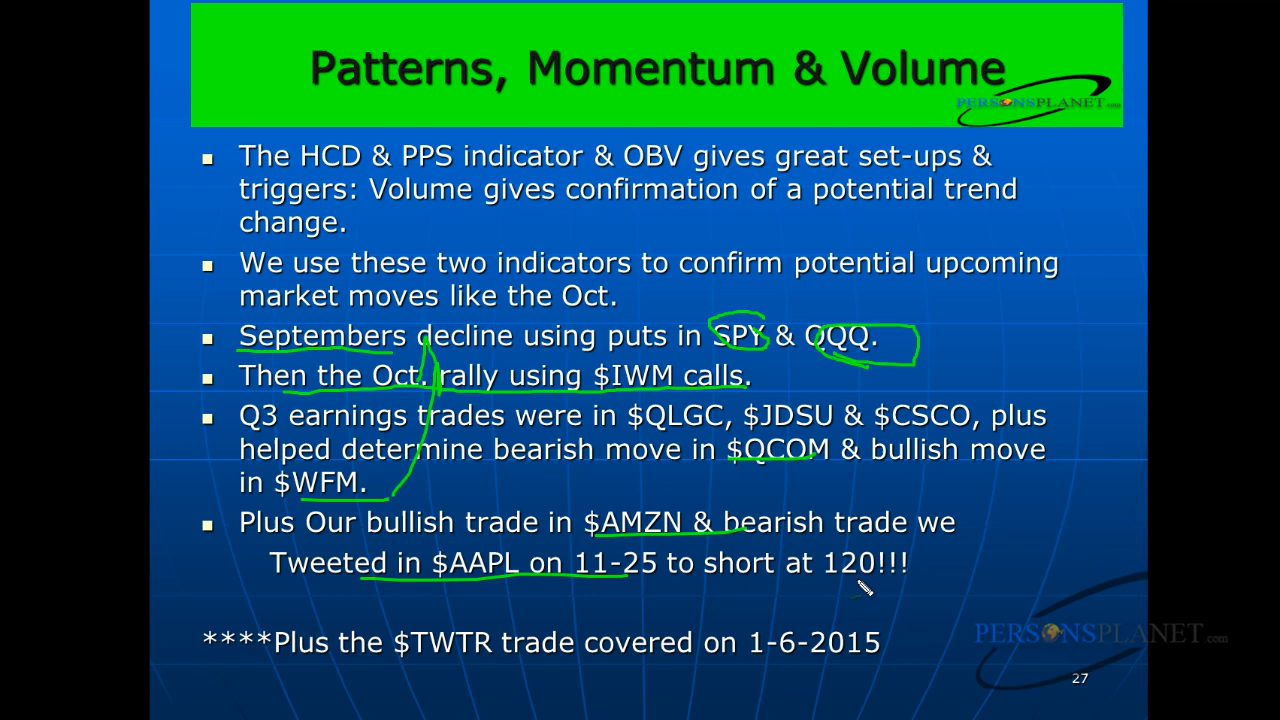 Patterns, Momentum & Volume
PERSONSPLANET.com
The HCD & PPS indicator & OBV gives great set-ups &
triggers: Volume gives confirmation of a potential trend
change.
We use these two indicators to confirm potential upcoming
market moves like the Oct.
Septembers decline using puts in SPY & QQQ.
Then the Oct. rally using $IWM calls.
Q3 earnings trades were in $QLGC, $JDSU & $CSCO, plus
helped determine bearish move in $QCOM & bullish move
in $WFM.
Plus Our bullish trade in $AMZN & bearish trade we
Tweeted in $AAPL on 11-25 to short at 120!!!
****Plus the $TWTR trade covered on 1-6-2015
PERSONSPLANET.com
27